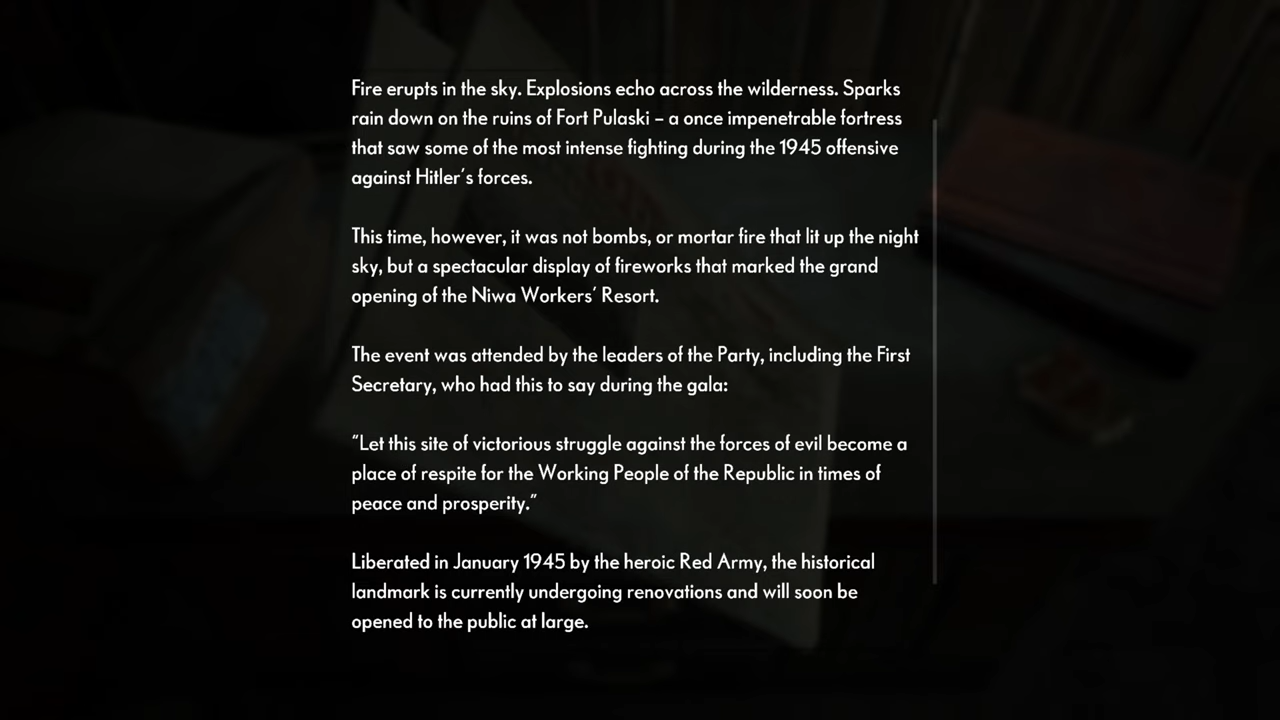 Fire erupts in the sky. Explosions echo across the wilderness. Sparks
rain down on the ruins of Fort Pulaski – a once impenetrable fortress
that saw some of the most intense fighting during the 1945 offensive
against Hitler's forces.
This time, however, it was not bombs, or mortar fire that lit up the night
sky, but a spectacular display of fireworks that marked the grand
opening of the Niwa Workers' Resort.
The event was attended by the leaders of the Party, including the First
Secretary, who had this to say during the gala:
"Let this site of victorious struggle against the forces of evil become a
place of respite for the Working People of the Republic in times of
peace and prosperity."
Liberated in January 1945 by the heroic Red Army, the historical
landmark is currently undergoing renovations and will soon be
opened to the public at large.